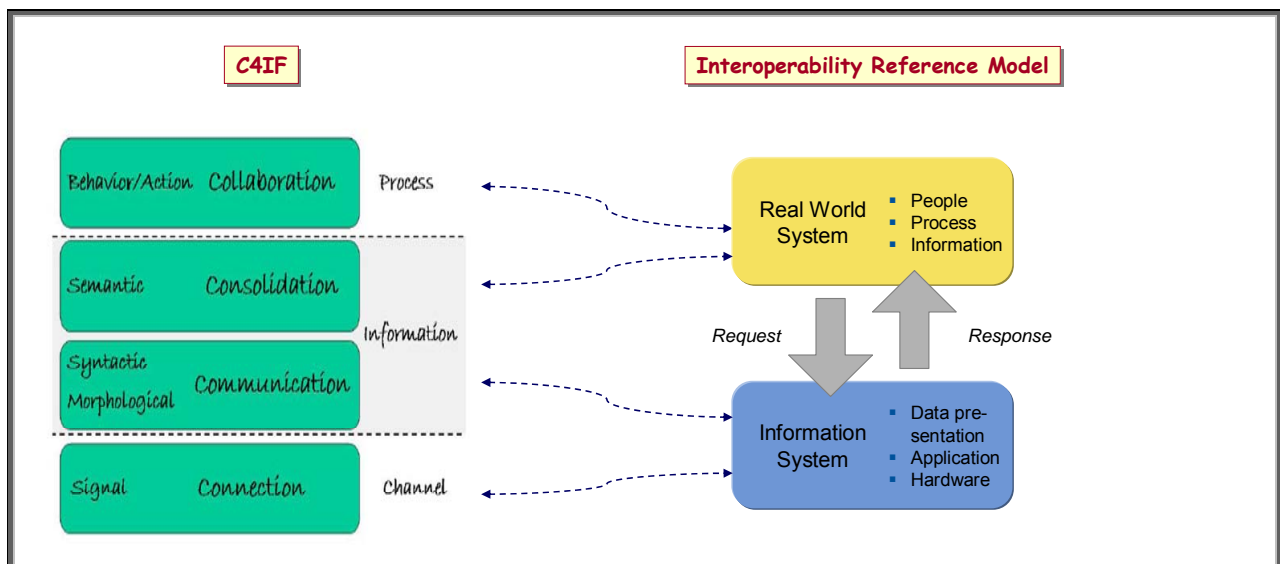 C4IF
Interoperability Reference Model
Behavior/Action Collaboration Process
Semantic Consolidation
Information
Syntactic
Morphological
Communication
Signal Connection Channel
Real World
System
People
Process
Information
Request
Response
Information
System
Data pre-
sentation
Application
Hardware